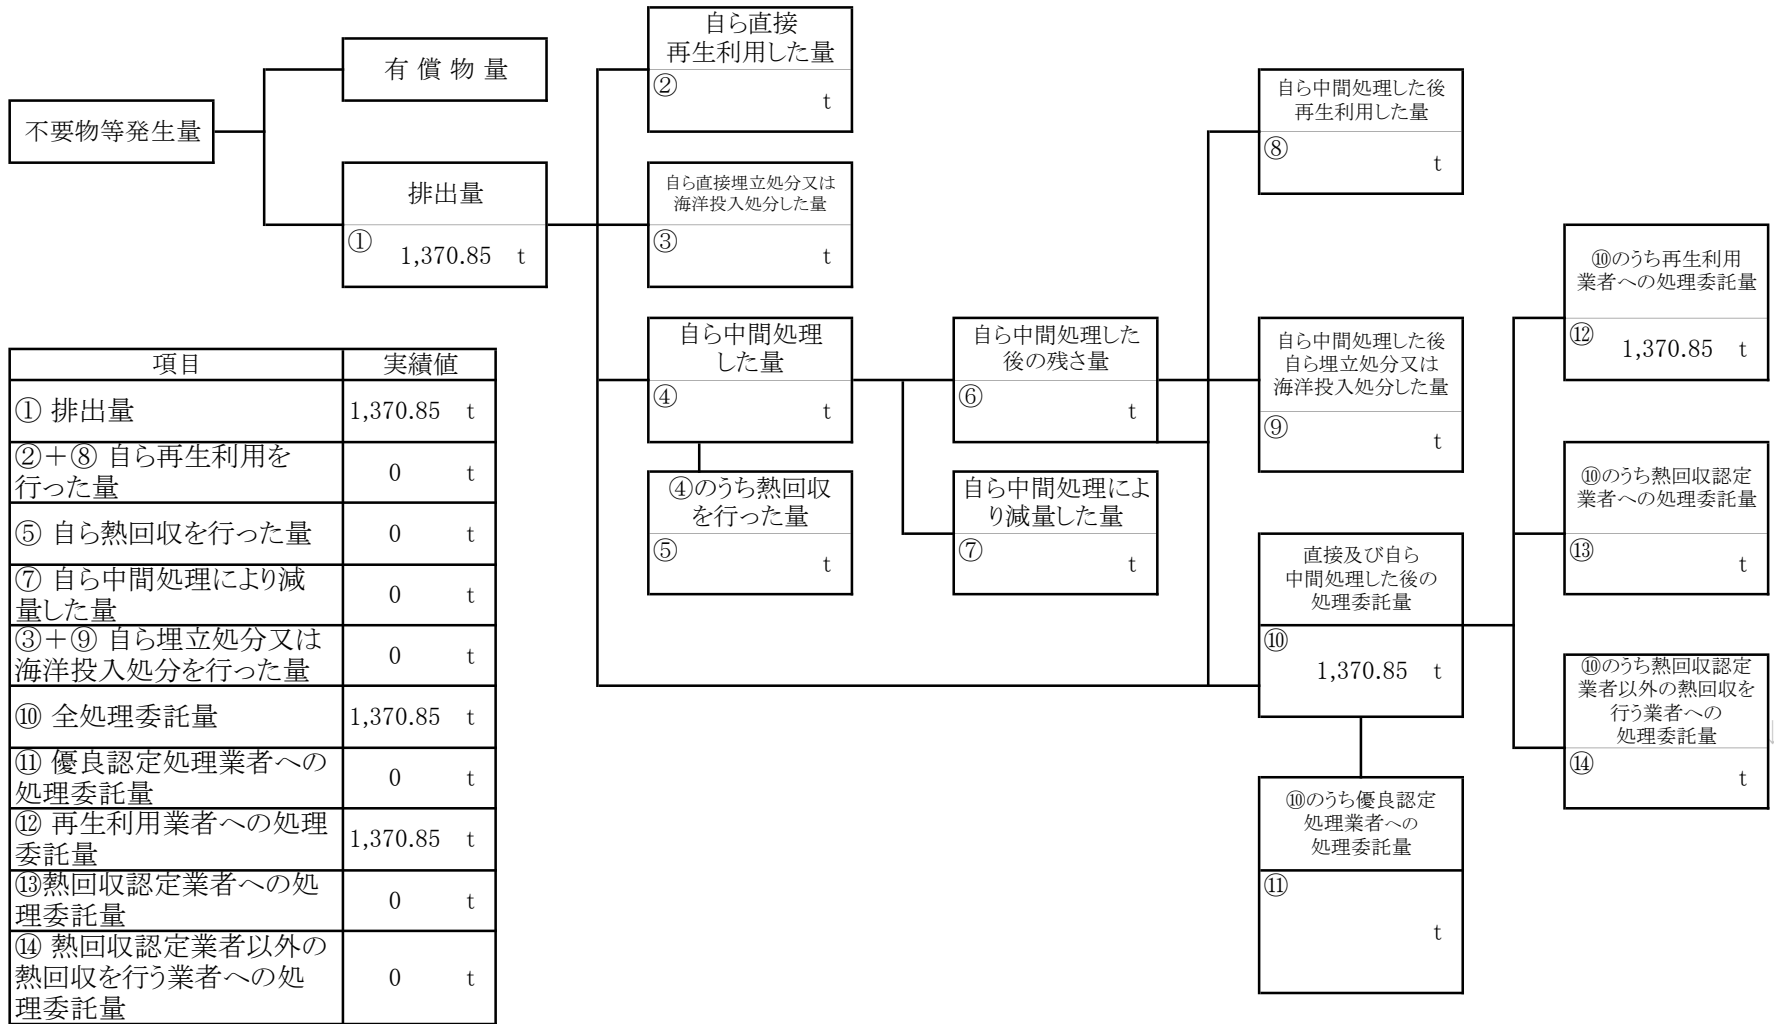 不要物等発生量
有 償 物 量
排出量
① 1,370.85 t
自ら直接
再生利用した量
②
t
自ら直接埋立処分又は
海洋投入処分した量
③
t
自ら中間処理
した量
④
t
④のうち熱回収
を行った量
⑤
t
自ら中間処理した
後の残さ量
⑥
t
自ら中間処理によ
り減量した量
⑦
t
自ら中間処理した後
再生利用した量
⑧
t
自ら中間処理した後
自ら埋立処分又は
海洋投入処分した量
⑨
t
直接及び自ら
中間処理した後の
処理委託量
⑩
1,370.85 t
⑩のうち優良認定
処理業者への
処理委託量
⑪
t
⑩のうち再生利用
業者への処理委託量
⑫
1,370.85 t
⑩のうち熱回収認定
業者への処理委託量
⑬
t
⑩のうち熱回収認定
業者以外の熱回収を
行う業者への
処理委託量
⑭
t
項目 実績値
① 排出量 1,370.85 t
②+⑧ 自ら再生利用を
行った量 0 t
⑤ 自ら熱回収を行った量 0 t
⑦ 自ら中間処理により減
量した量 0 t
③+⑨ 自ら埋立処分又は
海洋投入処分を行った量 0 t
⑩ 全処理委託量 1,370.85 t
⑪ 優良認定処理業者への
処理委託量 0 t
⑫ 再生利用業者への処理
委託量 1,370.85 t
⑬熱回収認定業者への処
理委託量 0 t
⑭ 熱回収認定業者以外の
熱回収を行う業者への処
理委託量 0 t